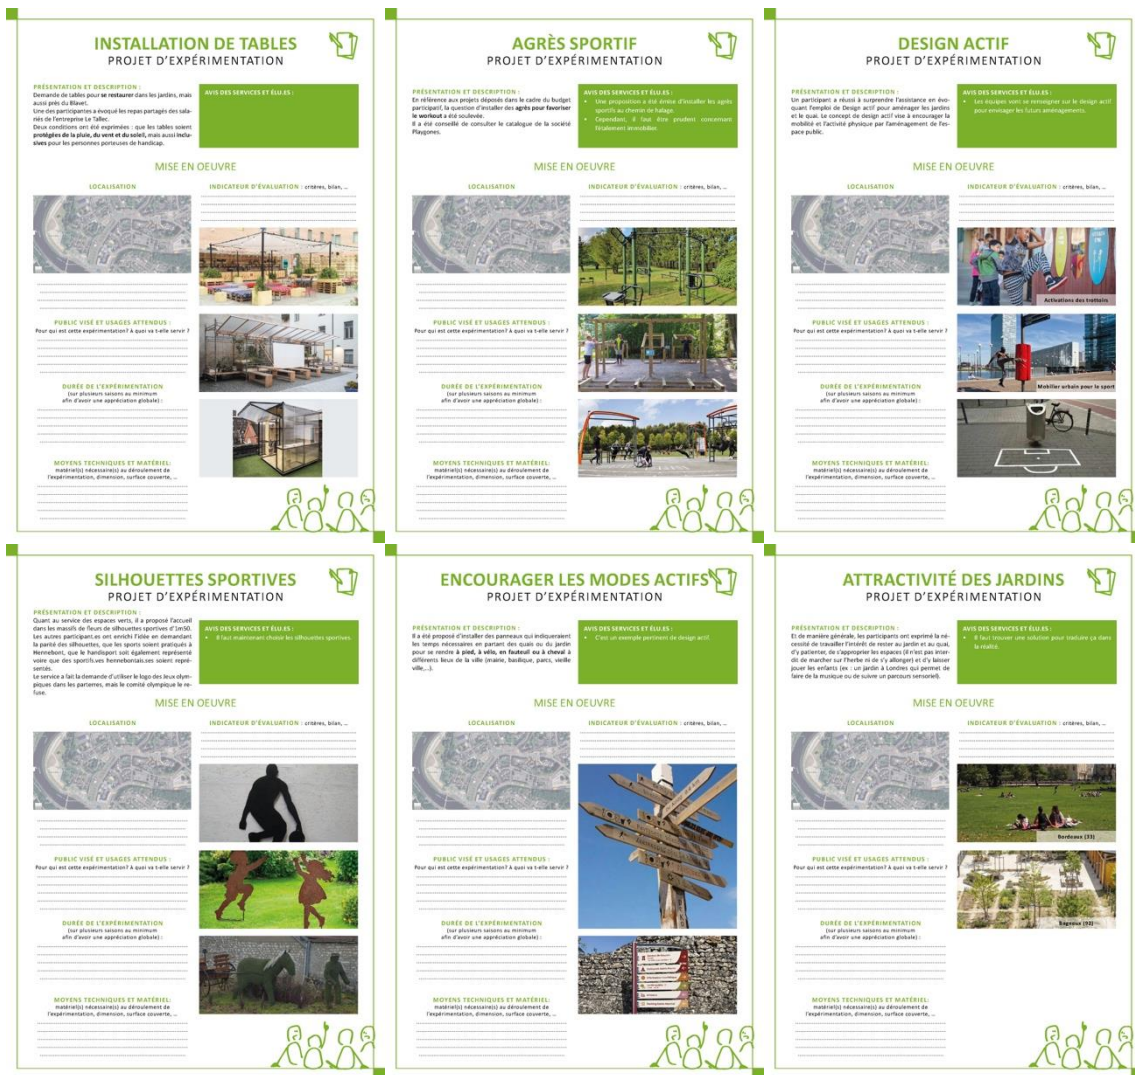 INSTALLATION DE TABLES
PROJET D'EXPÉRIMENTATION
PRÉSENTATION ET DESCRIPTION :
Demande de tables pour se restaurer dans les jardins, mais
aussi près du Blavet.
Une des participantes a évoqué les repas partagés des sala-
riés de l'entreprise Le Tallec.
Deux conditions ont été exprimées : que les tables soient
protégées de la pluie, du vent et du soleil, mais aussi inclu-
sives pour les personnes porteuses de handicap.
AVIS DES SERVICES ET ÉLU.ES :
MISE EN OEUVRE
LOCALISATION
INDICATEUR D'ÉVALUATION : critères, bilan, ...
PUBLIC VISÉ ET USAGES ATTENDUS :
Pour qui est cette expérimentation? À quoi va t-elle servir ?
DURÉE DE L'EXPÉRIMENTATION
(sur plusieurs saisons au minimum
afin d'avoir une appréciation globale) :
MOYENS TECHNIQUES ET MATÉRIEL:
matériel(s) nécessaire(s) au déroulement de
l'expérimentation, dimension, surface couverte, ...
AGRÈS SPORTIF
PROJET D'EXPÉRIMENTATION
PRÉSENTATION ET DESCRIPTION :
En référence aux projets déposés dans le cadre du budget
participatif, la question d'installer des agrès pour favoriser
le workout a été soulevée.
Il a été conseillé de consulter le catalogue de la société
Playgones.
AVIS DES SERVICES ET ÉLU.ES :
• Une proposition a été émise d'installer les agrès
sportifs au chemin de halage.
• Cependant, il faut être prudent concernant
l'étalement immobilier.
MISE EN OEUVRE
LOCALISATION
INDICATEUR D'ÉVALUATION : critères, bilan, ...
PUBLIC VISÉ ET USAGES ATTENDUS :
Pour qui est cette expérimentation? À quoi va t-elle servir ?
DURÉE DE L'EXPÉRIMENTATION
(sur plusieurs saisons au minimum
afin d'avoir une appréciation globale) :
MOYENS TECHNIQUES ET MATÉRIEL:
matériel(s) nécessaire(s) au déroulement de
l'expérimentation, dimension, surface couverte, ...
DESIGN ACTIF
PROJET D'EXPÉRIMENTATION
PRÉSENTATION ET DESCRIPTION :
Un participant a réussi à surprendre l'assistance en évo-
quant l'emploi de Design actif pour aménager les jardins
et le quai. Le concept de design actif vise à encourager la
mobilité et l'activité physique par l'aménagement de l'es-
pace public.
AVIS DES SERVICES ET ÉLU.ES :
• Les équipes vont se renseigner sur le design actif
pour envisager les futurs aménagements.
MISE EN OEUVRE
LOCALISATION
INDICATEUR D'ÉVALUATION : critères, bilan, ...
Activations des trottoirs
PUBLIC VISÉ ET USAGES ATTENDUS :
Pour qui est cette expérimentation? À quoi va t-elle servir ?
Mobilier urbain pour le sport
DURÉE DE L'EXPÉRIMENTATION
(sur plusieurs saisons au minimum
afin d'avoir une appréciation globale) :
MOYENS TECHNIQUES ET MATÉRIEL:
matériel(s) nécessaire(s) au déroulement de
l'expérimentation, dimension, surface couverte, ...
SILHOUETTES SPORTIVES
PROJET D'EXPÉRIMENTATION
PRÉSENTATION ET DESCRIPTION :
Quant au service des espaces verts, il a proposé l'accueil
dans les massifs de fleurs de silhouettes sportives d'1m50.
Les autres participant.es ont enrichi l'idée en demandant
la parité des silhouettes, que les sports soient pratiqués à
Hennebont, que le handisport soit également représenté
voire que des sportifs.ves hennebontais.ses soient repré-
sentés.
Le service a fait la demande d'utiliser le logo des Jeux olym-
piques dans les parterres, mais le comité olympique le re-
fuse.
AVIS DES SERVICES ET ÉLU.ES :
• Il faut maintenant choisir les silhouettes sportives.
MISE EN OEUVRE
LOCALISATION
INDICATEUR D'ÉVALUATION : critères, bilan, ...
PUBLIC VISÉ ET USAGES ATTENDUS :
Pour qui est cette expérimentation? À quoi va t-elle servir ?
DURÉE DE L'EXPÉRIMENTATION
(sur plusieurs saisons au minimum
afin d'avoir une appréciation globale) :
MOYENS TECHNIQUES ET MATÉRIEL:
matériel(s) nécessaire(s) au déroulement de
l'expérimentation, dimension, surface couverte, ...
ENCOURAGER LES MODES ACTIFS
PROJET D'EXPÉRIMENTATION
PRÉSENTATION ET DESCRIPTION :
Il a été proposé d'installer des panneaux qui indiqueraient
les temps nécessaires en partant des quais ou du jardin
pour se rendre à pied, à vélo, en fauteuil ou à cheval à
différents lieux de la ville (mairie, basilique, parcs, vieille
ville,...).
AVIS DES SERVICES ET ÉLU.ES :
• C'est un exemple pertinent de design actif.
MISE EN OEUVRE
LOCALISATION
INDICATEUR D'ÉVALUATION : critères, bilan, ...
PUBLIC VISÉ ET USAGES ATTENDUS :
Pour qui est cette expérimentation? À quoi va t-elle servir ?
DURÉE DE L'EXPÉRIMENTATION
(sur plusieurs saisons au minimum
afin d'avoir une appréciation globale) :
MOYENS TECHNIQUES ET MATÉRIEL:
matériel(s) nécessaire(s) au déroulement de
l'expérimentation, dimension, surface couverte, ...
ATTRACTIVITÉ DES JARDINS
PROJET D'EXPÉRIMENTATION
PRÉSENTATION ET DESCRIPTION :
Et de manière générale, les participants ont exprimé la né-
cessité de travailler l'intérêt de rester au jardin et au quai,
d'y patienter, de s'approprier les espaces (il n'est pas inter-
dit de marcher sur l'herbe ni de s'y allonger) et d'y laisser
jouer les enfants (ex : un jardin à Londres qui permet de
faire de la musique ou de suivre un parcours sensoriel).
AVIS DES SERVICES ET ÉLU.ES :
• Il faut trouver une solution pour traduire ça dans
la réalité.
MISE EN OEUVRE
LOCALISATION
INDICATEUR D'ÉVALUATION : critères, bilan, ...
Bordeaux (33)
PUBLIC VISÉ ET USAGES ATTENDUS :
Pour qui est cette expérimentation? À quoi va t-elle servir ?
Bagneux (92)
DURÉE DE L'EXPÉRIMENTATION
(sur plusieurs saisons au minimum
afin d'avoir une appréciation globale) :
MOYENS TECHNIQUES ET MATÉRIEL:
matériel(s) nécessaire(s) au déroulement de
l'expérimentation, dimension, surface couverte, ...